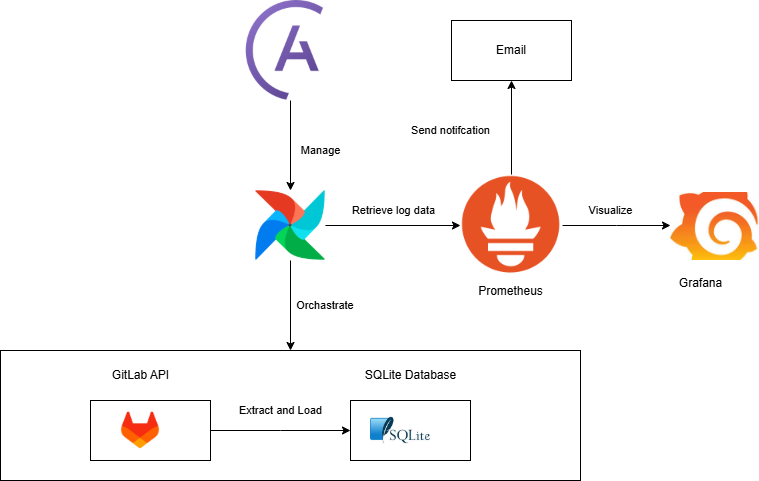 Email
Send notifcation
Manage
Retrieve log data
Visualize
Prometheus
Grafana
Orchastrate
GitLab API
SQLite Database
Extract and Load
SQLite